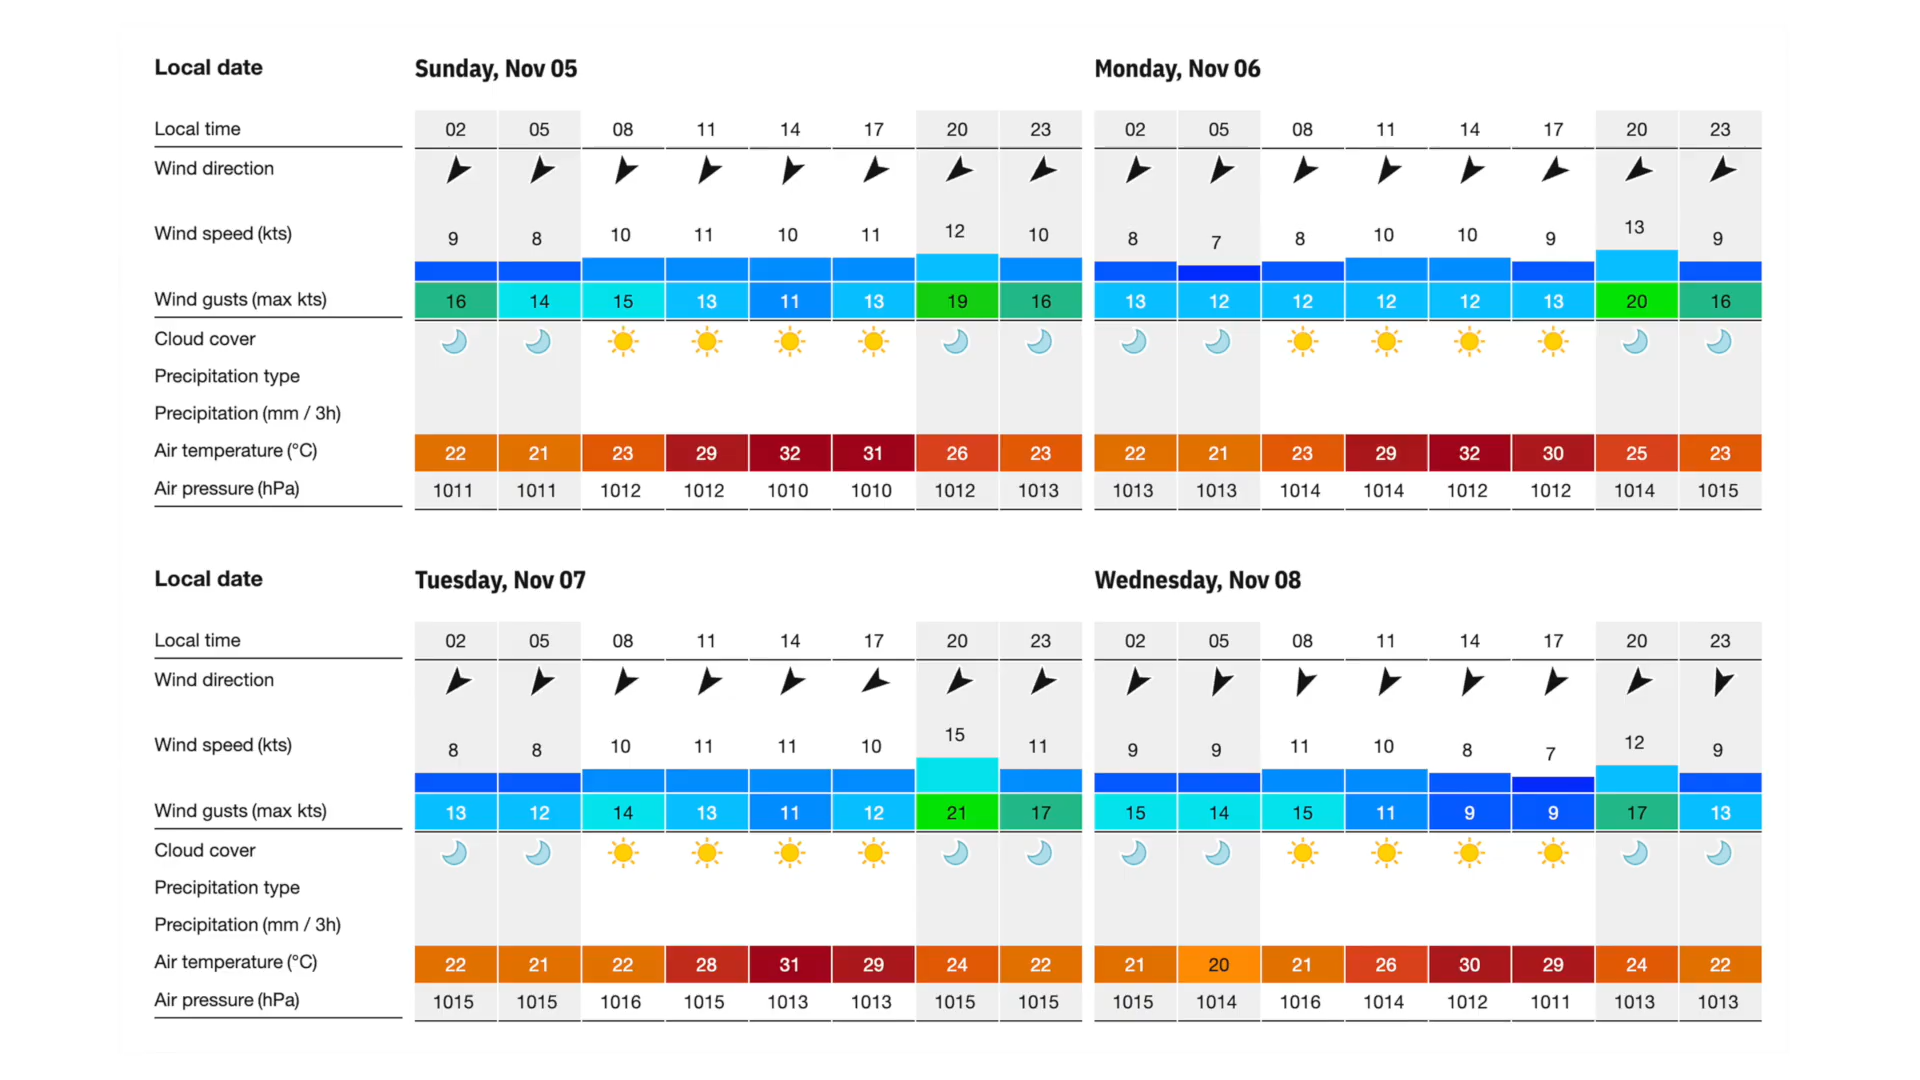 Local date Sunday, Nov 05 Monday, Nov 06
Local time 02 05 08 11 14 17 20 23 02 05 08 11 14 17 20 23
Wind direction
Wind speed (kts) 9 8 10 11 10 11 12 10 8 7 8 10 10 9 13 9
Wind gusts (max kts) 16 14 15 13 11 13 19 16 13 12 12 12 12 13 20 16
Cloud cover
Precipitation type
Precipitation (mm / 3h)
Air temperature (°C) 22 21 23 29 32 31 26 23 22 21 23 29 32 30 25 23
Air pressure (hPa) 1011 1011 1012 1012 1010 1010 1012 1013 1013 1013 1014 1014 1012 1012 1014 1015
Local date Tuesday, Nov 07 Wednesday, Nov 08
Local time 02 05 08 11 14 17 20 23 02 05 08 11 14 17 20 23
Wind direction
Wind speed (kts) 8 8 10 11 11 10 15 11 9 9 11 10 8 7 12 9
Wind gusts (max kts) 13 12 14 13 11 12 21 17 15 14 15 11 9 9 17 13
Cloud cover
Precipitation type
Precipitation (mm / 3h)
Air temperature (°C) 22 21 22 28 31 29 24 22 21 20 21 26 30 29 24 22
Air pressure (hPa) 1015 1015 1016 1015 1013 1013 1015 1015 1015 1014 1016 1014 1012 1011 1013 1013